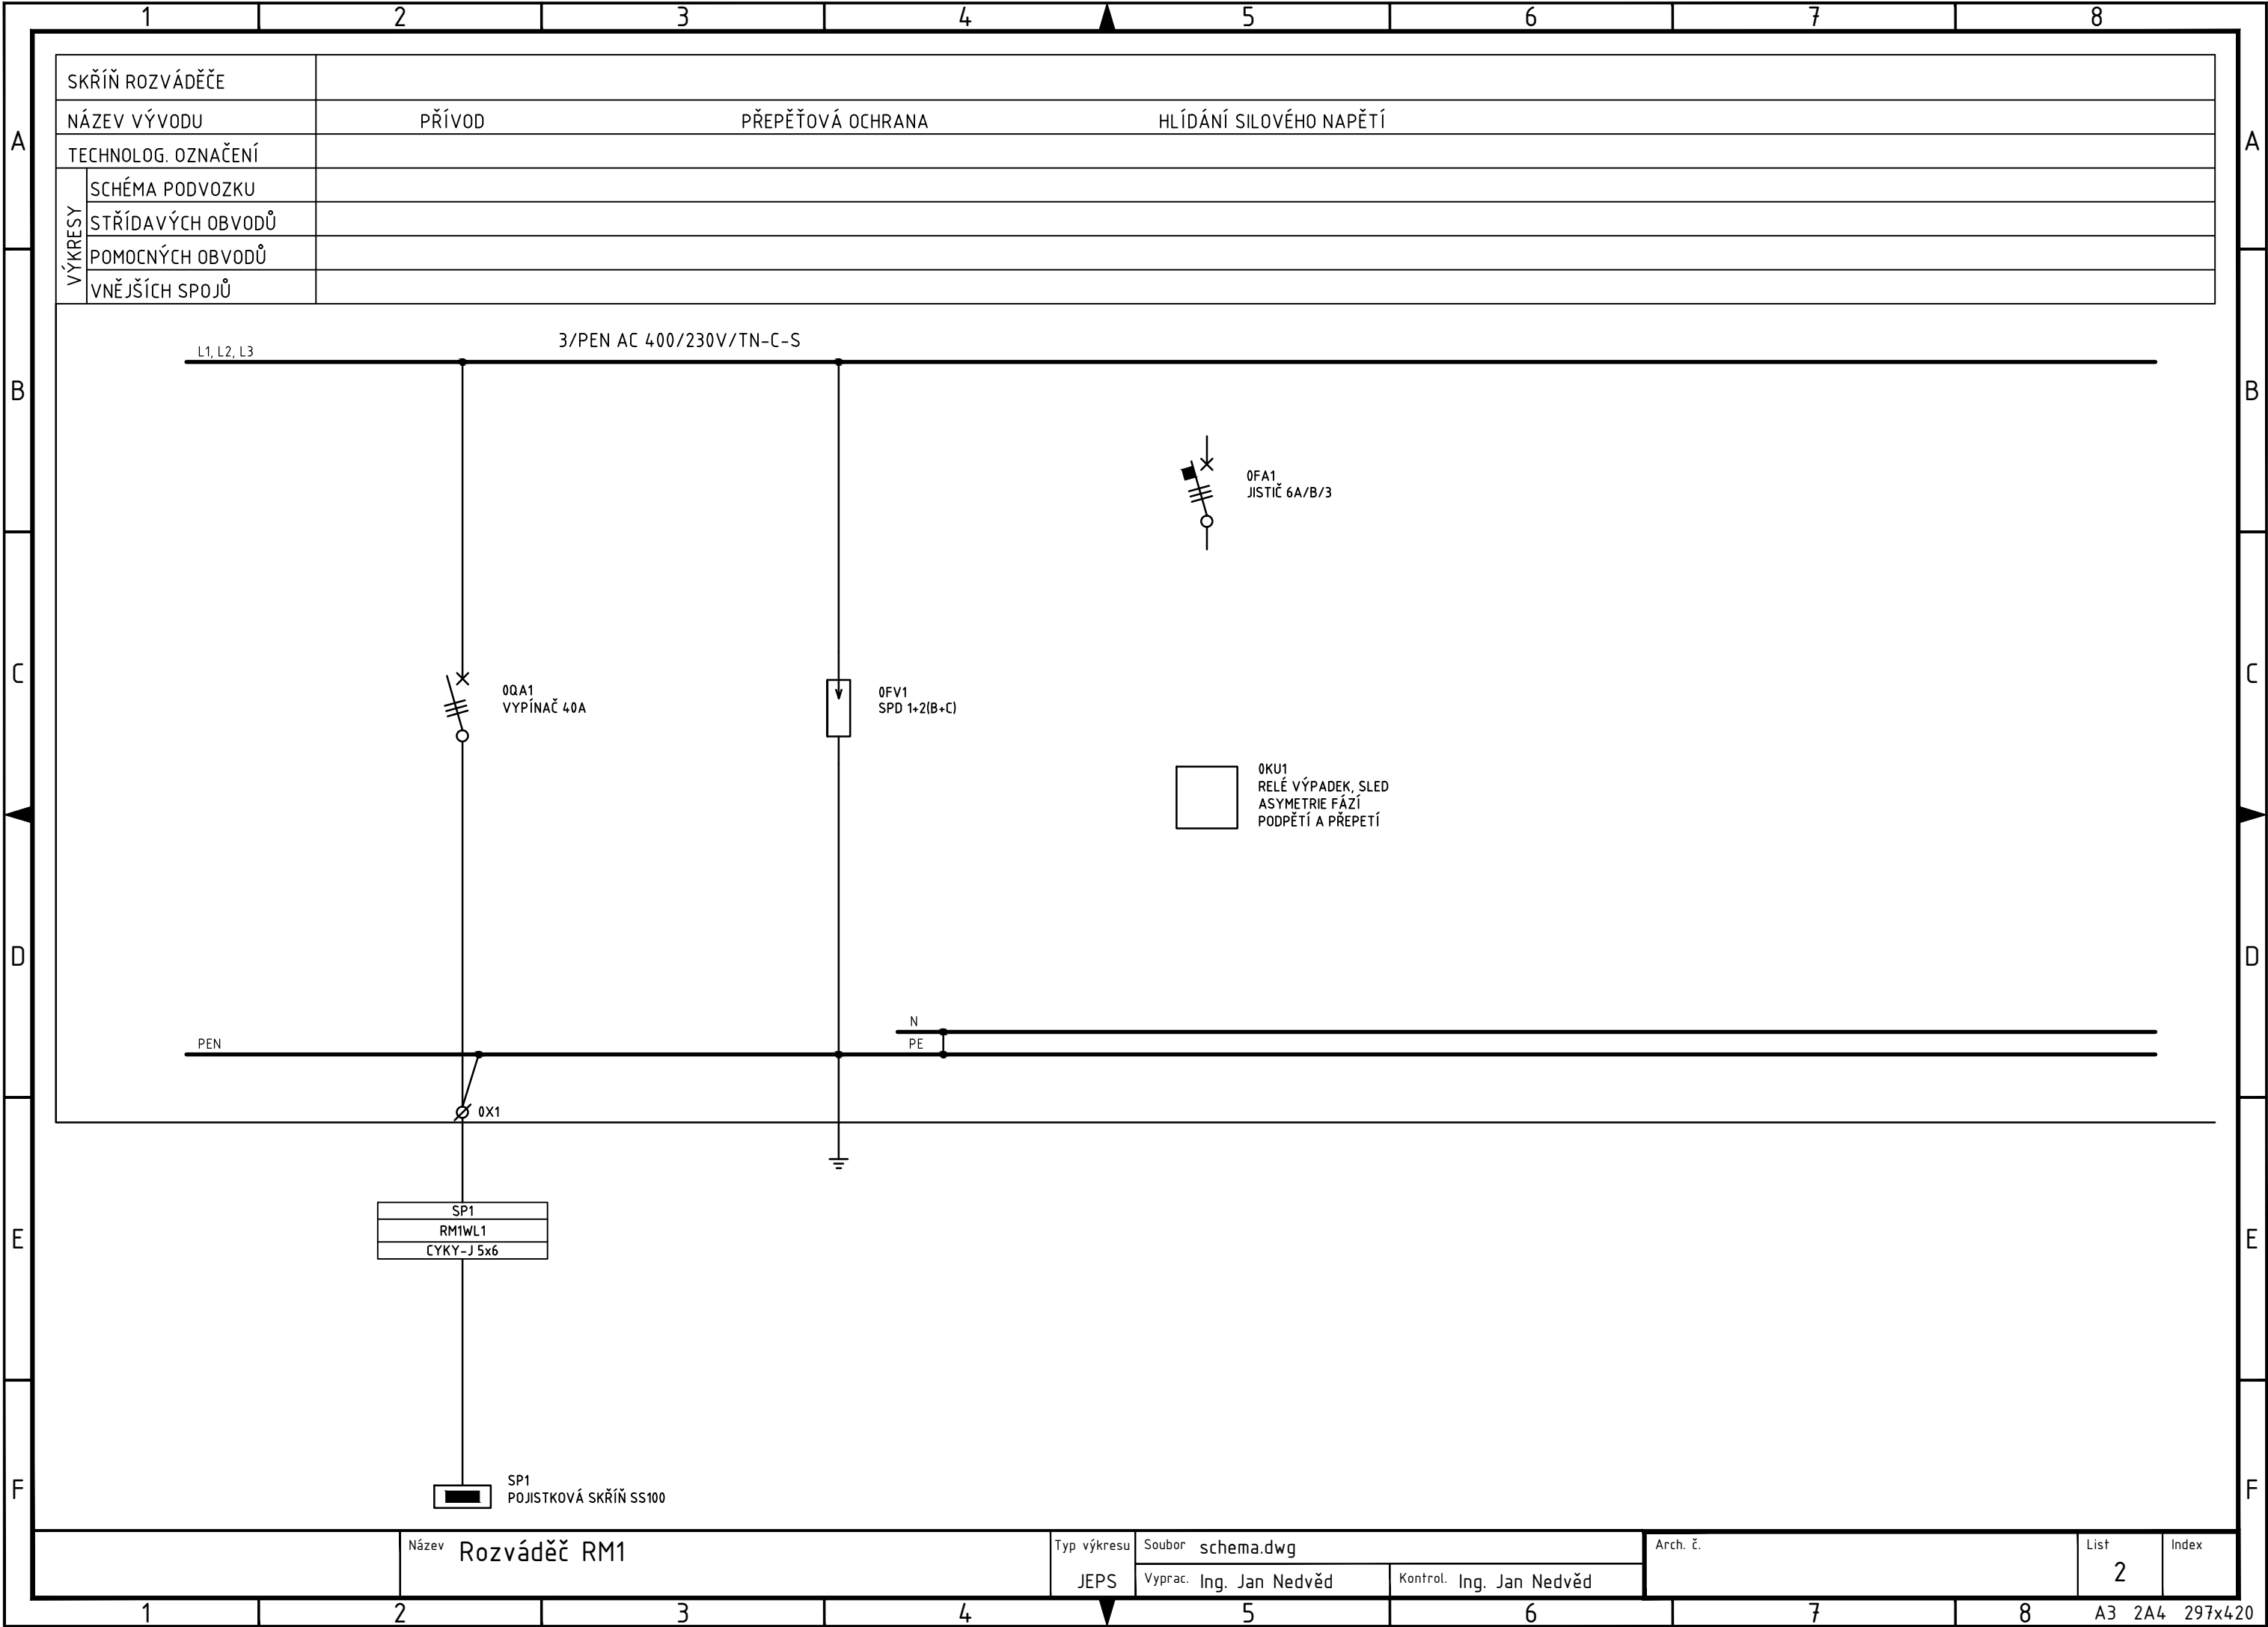 1 2 3 4 5 6 7 8
SKŘÍŇ ROZVÁDĚČE
NÁZEV VÝVODU PŘÍVOD PŘEPĚŤOVÁ OCHRANA HLÍDÁNÍ SILOVÉHO NAPĚTÍ
A A
TECHNOLOG. OZNAČENÍ
VÝKRESY
SCHÉMA PODVOZKU
STŘÍDAVÝCH OBVODŮ
POMOCNÝCH OBVODŮ
VNĚJŠÍCH SPOJŮ
3/PEN AC 400/230V/TN-C-S
L1, L2, L3
B B
0FA1
JISTIČ 6A/B/3
C C
0QA1
VYPÍNAČ 40A
0FV1
SPD 1+2(B+C)
0KU1
RELÉ VÝPADEK, SLED
ASYMETRIE FÁZÍ
PODPĚTÍ A PŘEPETÍ
D D
N
PEN PE
0X1
SP1
RM1WL1
CYKY-J 5x6
E E
SP1
POJISTKOVÁ SKŘÍŇ SS100
F F
Název Rozváděč RM1
Typ výkresu
JEPS
Soubor schema.dwg
Vyprac. Ing. Jan Nedvěd
Kontrol. Ing. Jan Nedvěd
Arch. č.
List
2
Index
1 2 3 4 5 6 7 8 A3 2A4 297x420